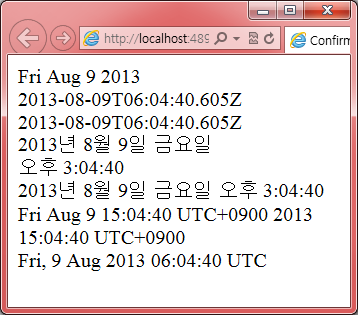 http://localhost:489
Confirm
Fri Aug 9 2013
2013-08-09T06:04:40.605Z
2013-08-09T06:04:40.605Z
2013년 8월 9일 금요일
오후 3:04:40
2013년 8월 9일 금요일 오후 3:04:40
Fri Aug 9 15:04:40 UTC+0900 2013
15:04:40 UTC+0900
Fri, 9 Aug 2013 06:04:40 UTC